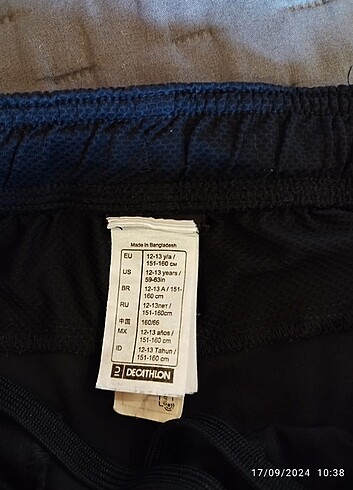 Made in Bangladesh
EU 12-13 y/a /
151-160 см
US 12-13 years /
59-63in
BR 12-13 A / 151-
160 cm
RU 12-13лет /
151-160cm
中国 160/66
MX 12-13 años /
151-160 cm
ID 12-13 Tahun /
151-160 cm
DECATHLON
17/09/2024 10:38